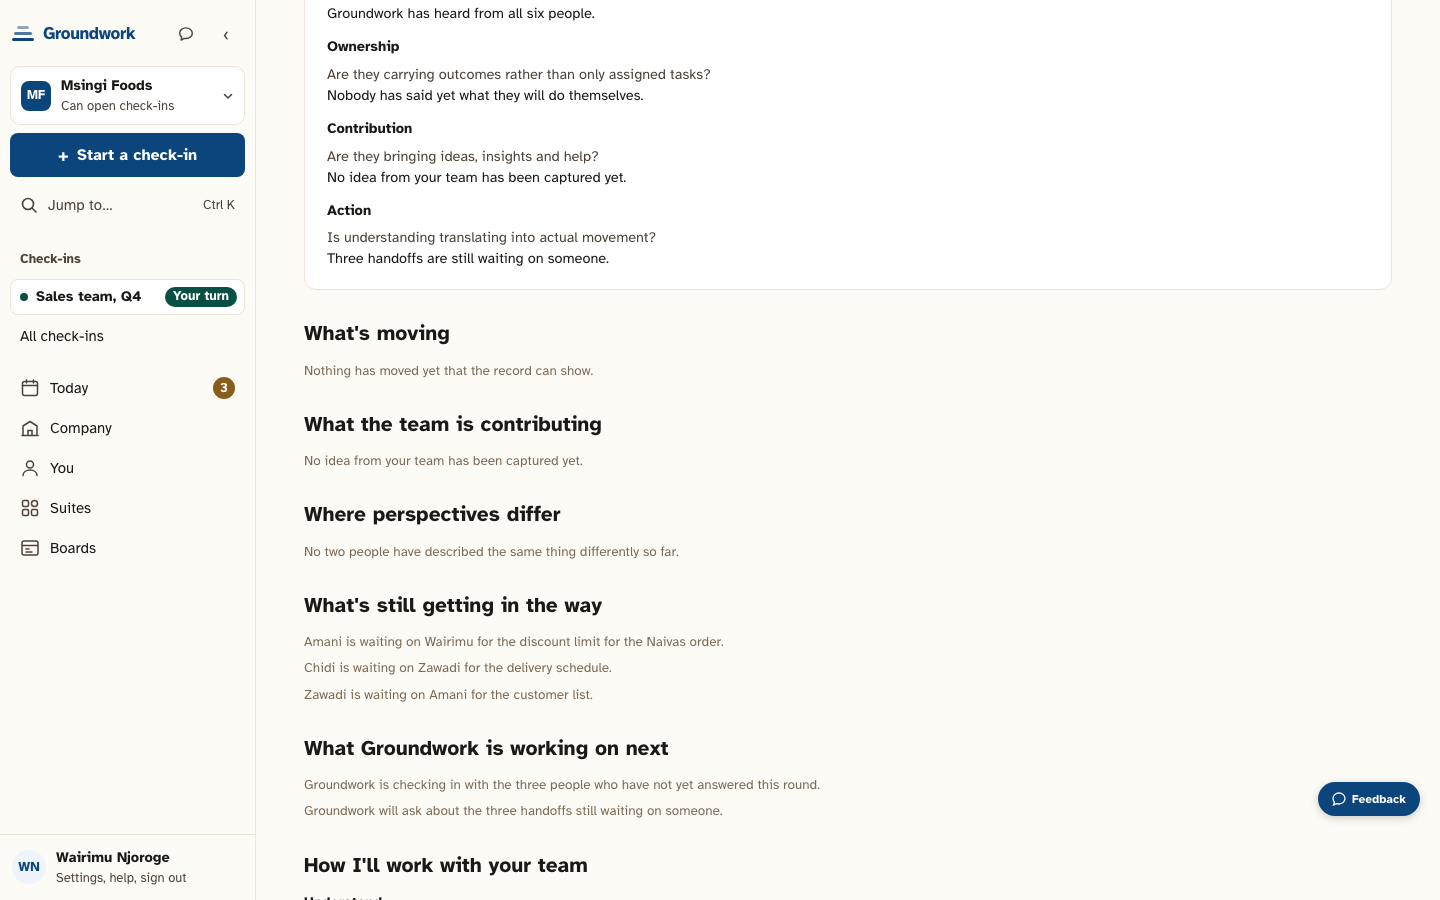 Groundwork
‹
MF
Msingi Foods
Can open check-ins
+ Start a check-in
Jump to...
Ctrl K
Check-ins
Sales team, Q4
Your turn
All check-ins
Today
3
Company
You
Suites
Boards
WN
Wairimu Njoroge
Settings, help, sign out
Groundwork has heard from all six people.
Ownership
Are they carrying outcomes rather than only assigned tasks?
Nobody has said yet what they will do themselves.
Contribution
Are they bringing ideas, insights and help?
No idea from your team has been captured yet.
Action
Is understanding translating into actual movement?
Three handoffs are still waiting on someone.
What's moving
Nothing has moved yet that the record can show.
What the team is contributing
No idea from your team has been captured yet.
Where perspectives differ
No two people have described the same thing differently so far.
What's still getting in the way
Amani is waiting on Wairimu for the discount limit for the Naivas order.
Chidi is waiting on Zawadi for the delivery schedule.
Zawadi is waiting on Amani for the customer list.
What Groundwork is working on next
Groundwork is checking in with the three people who have not yet answered this round.
Groundwork will ask about the three handoffs still waiting on someone.
How I'll work with your team
Feedback